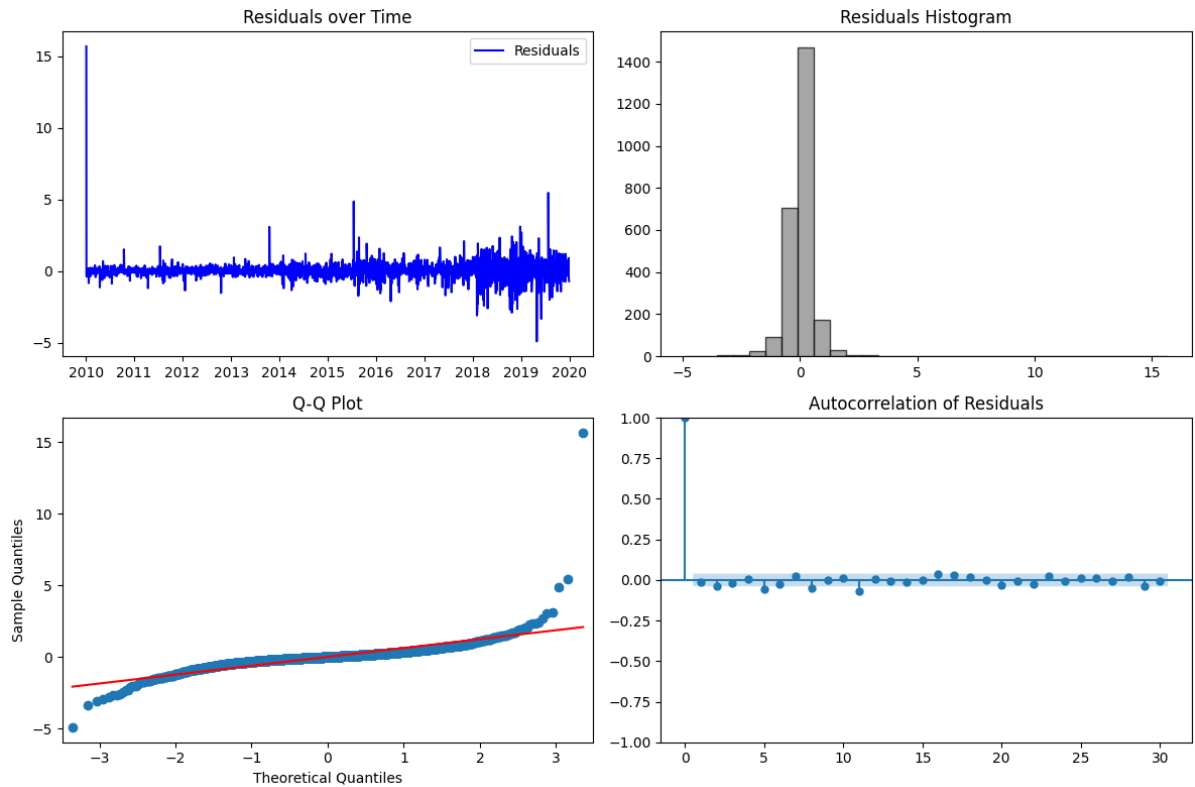 Residuals over Time
Residuals
15
10
5
0
−5
2010 2011 2012 2013 2014 2015 2016 2017 2018 2019 2020
Residuals Histogram
1400
1200
1000
800
600
400
200
0
−5 0 5 10 15
Q-Q Plot
Sample Quantiles
15
10
5
0
−5
−3 −2 −1 0 1 2 3
Theoretical Quantiles
Autocorrelation of Residuals
1.00
0.75
0.50
0.25
0.00
−0.25
−0.50
−0.75
−1.00
0 5 10 15 20 25 30